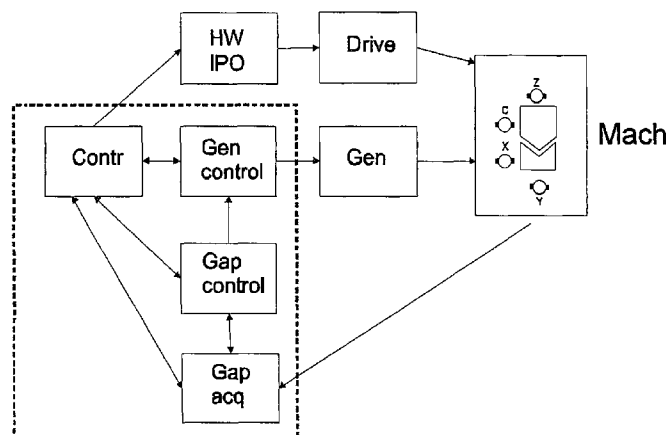 HW
IPO
Drive
Contr
Gen
control
Gen
Z
C
X
Y
Mach
Gap
control
Gap
acq